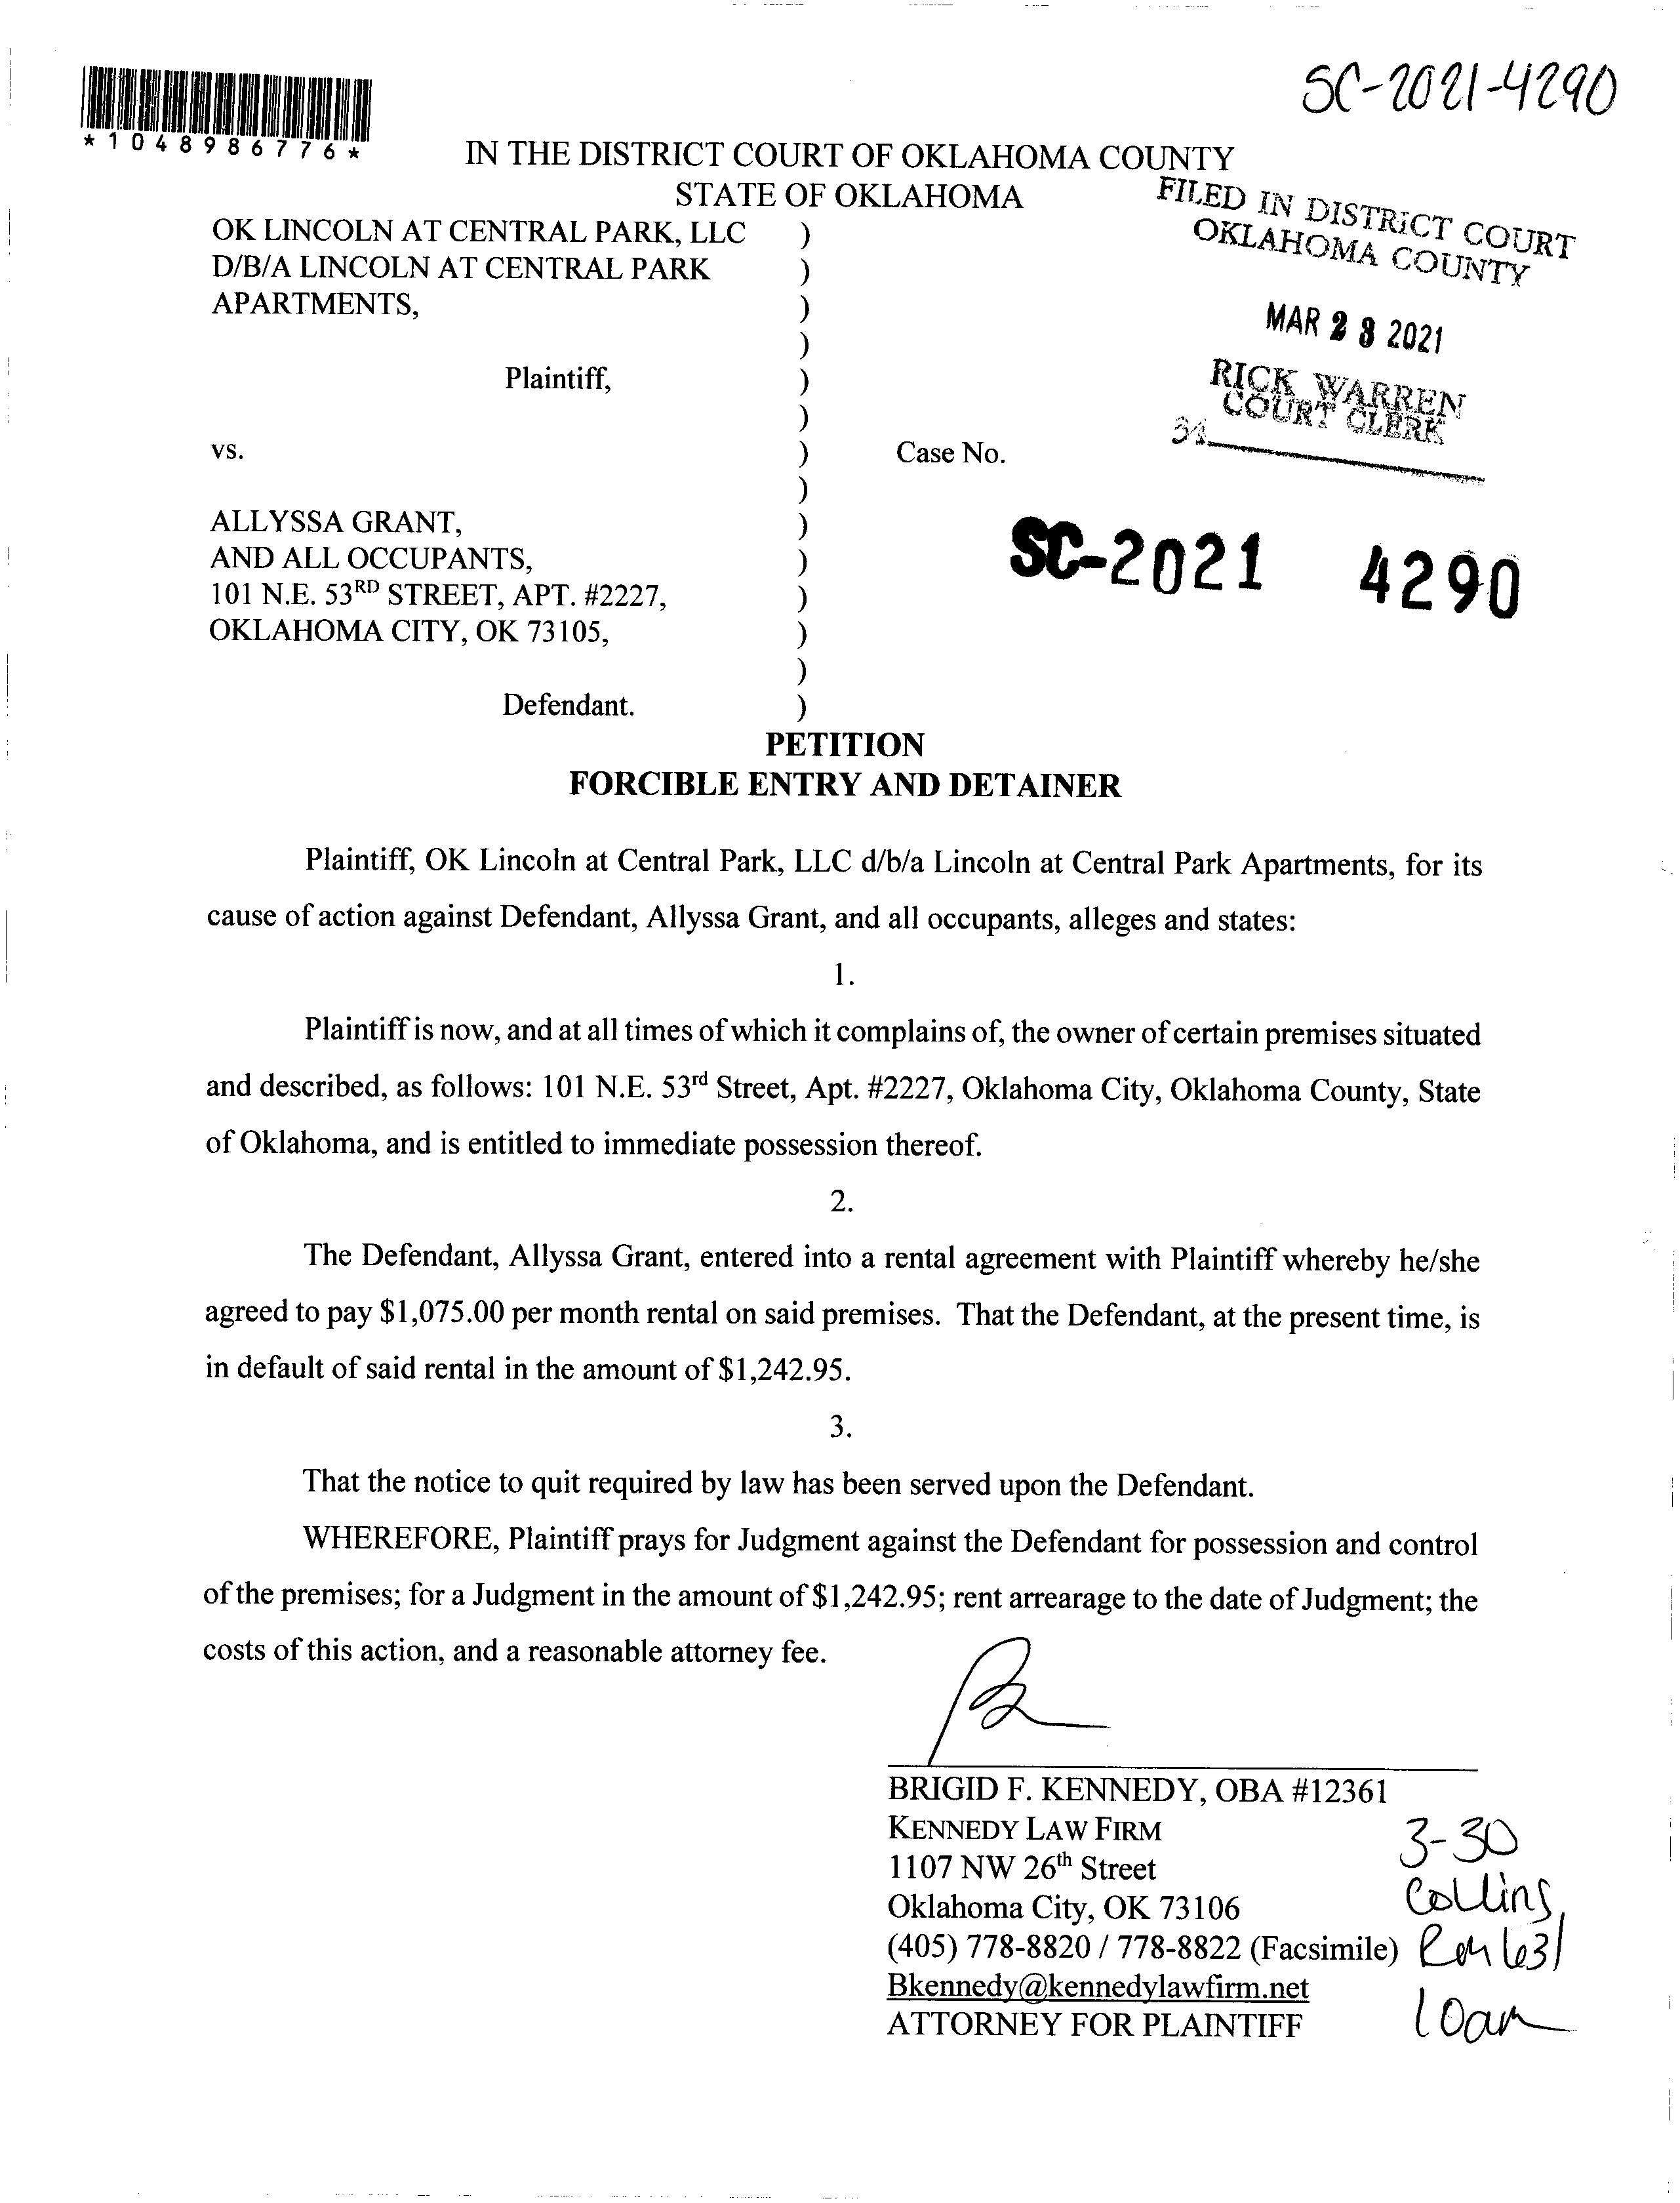 SC-2021-4290
*1048986776*
IN THE DISTRICT COURT OF OKLAHOMA COUNTY
STATE OF OKLAHOMA
FILED IN DISTRICT COURT
OKLAHOMA COUNTY
MAR 23 2021
RICK WARREN
COURT CLERK
34
OK LINCOLN AT CENTRAL PARK, LLC )
D/B/A LINCOLN AT CENTRAL PARK )
APARTMENTS, )
)
Plaintiff, )
)
vs. ) Case No.
)
SC-2021 4290
ALLYSSA GRANT, )
AND ALL OCCUPANTS, )
101 N.E. 53RD STREET, APT. #2227, )
OKLAHOMA CITY, OK 73105, )
)
Defendant. )
PETITION
FORCIBLE ENTRY AND DETAINER
Plaintiff, OK Lincoln at Central Park, LLC d/b/a Lincoln at Central Park Apartments, for its
cause of action against Defendant, Allyssa Grant, and all occupants, alleges and states:
1.
Plaintiff is now, and at all times of which it complains of, the owner of certain premises situated
and described, as follows: 101 N.E. 53rd Street, Apt. #2227, Oklahoma City, Oklahoma County, State
of Oklahoma, and is entitled to immediate possession thereof.
2.
The Defendant, Allyssa Grant, entered into a rental agreement with Plaintiff whereby he/she
agreed to pay $1,075.00 per month rental on said premises. That the Defendant, at the present time, is
in default of said rental in the amount of $1,242.95.
3.
That the notice to quit required by law has been served upon the Defendant.
WHEREFORE, Plaintiff prays for Judgment against the Defendant for possession and control
of the premises; for a Judgment in the amount of $1,242.95; rent arrearage to the date of Judgment; the
costs of this action, and a reasonable attorney fee.
BRIGID F. KENNEDY, OBA #12361
KENNEDY LAW FIRM
1107 NW 26th Street
Oklahoma City, OK 73106
(405) 778-8820 / 778-8822 (Facsimile)
Bkennedy@kennedylawfirm.net
ATTORNEY FOR PLAINTIFF
3-30
Collins
Rm 631
10am